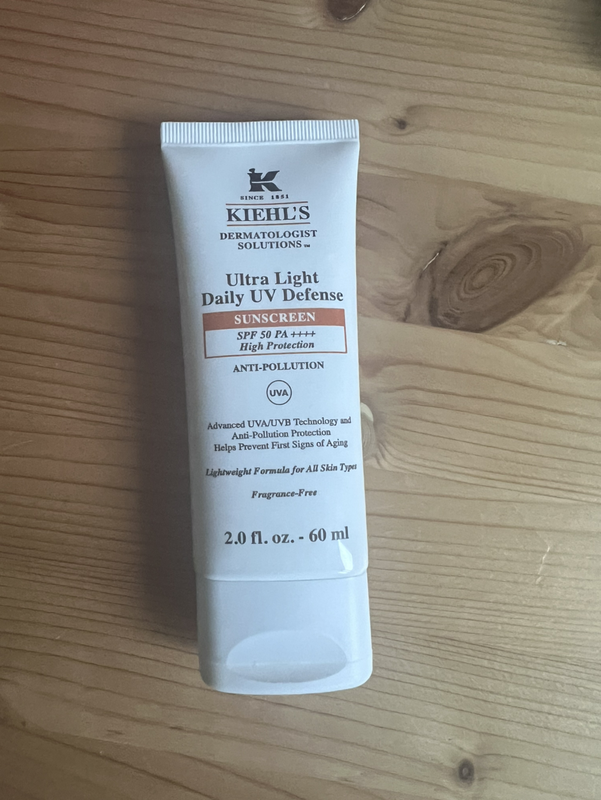 K
SINCE 1851
KIEHL'S
DERMATOLOGIST
SOLUTIONS™
Ultra Light
Daily UV Defense
SUNSCREEN
SPF 50 PA ++++
High Protection
ANTI-POLLUTION
UVA
Advanced UVA/UVB Technology and
Anti-Pollution Protection
Helps Prevent First Signs of Aging
Lightweight Formula for All Skin Types
Fragrance-Free
2.0 fl. oz. - 60 ml